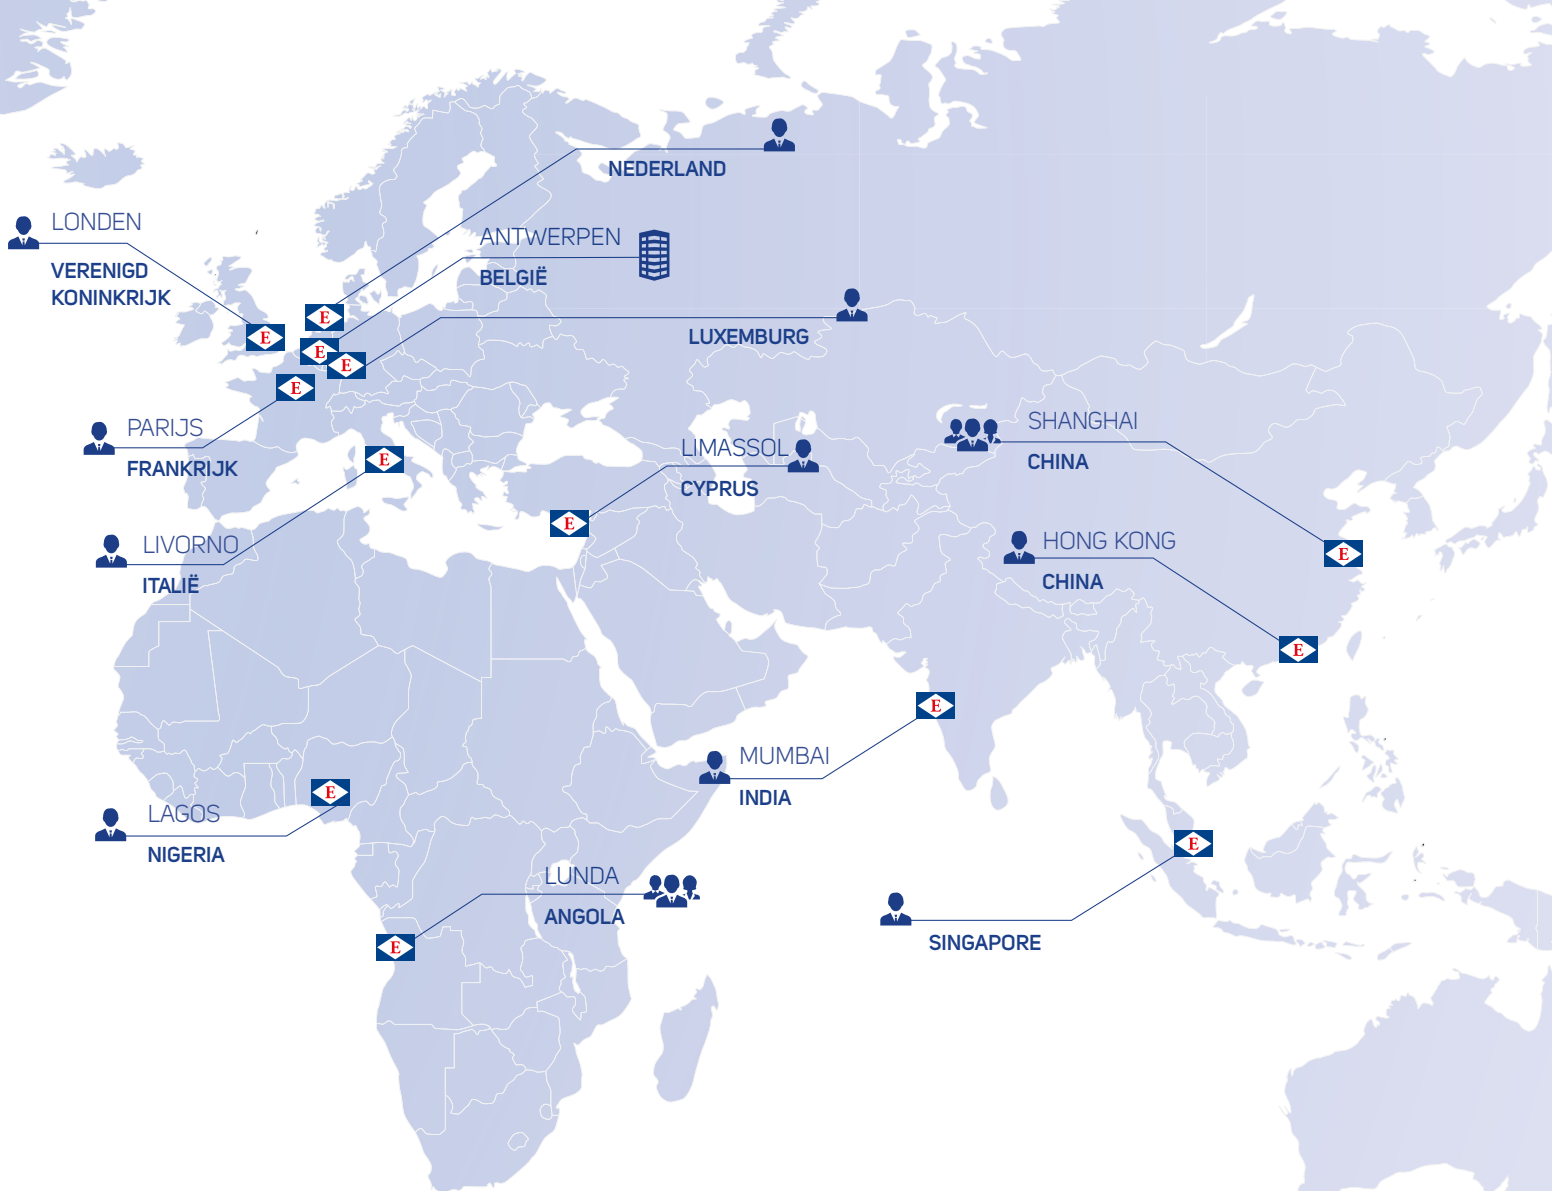 NEDERLAND
LONDEN
VERENIGD
KONINKRIJK
ANTWERPEN
BELGIË
LUXEMBURG
E
E
E
E
E
PARIJS
FRANKRIJK
E
LIMASSOL
CYPRUS
SHANGHAI
CHINA
E
LIVORNO
ITALIË
HONG KONG
CHINA
E
E
E
MUMBAI
INDIA
E
LAGOS
NIGERIA
E
LUNDA
ANGOLA
E
SINGAPORE